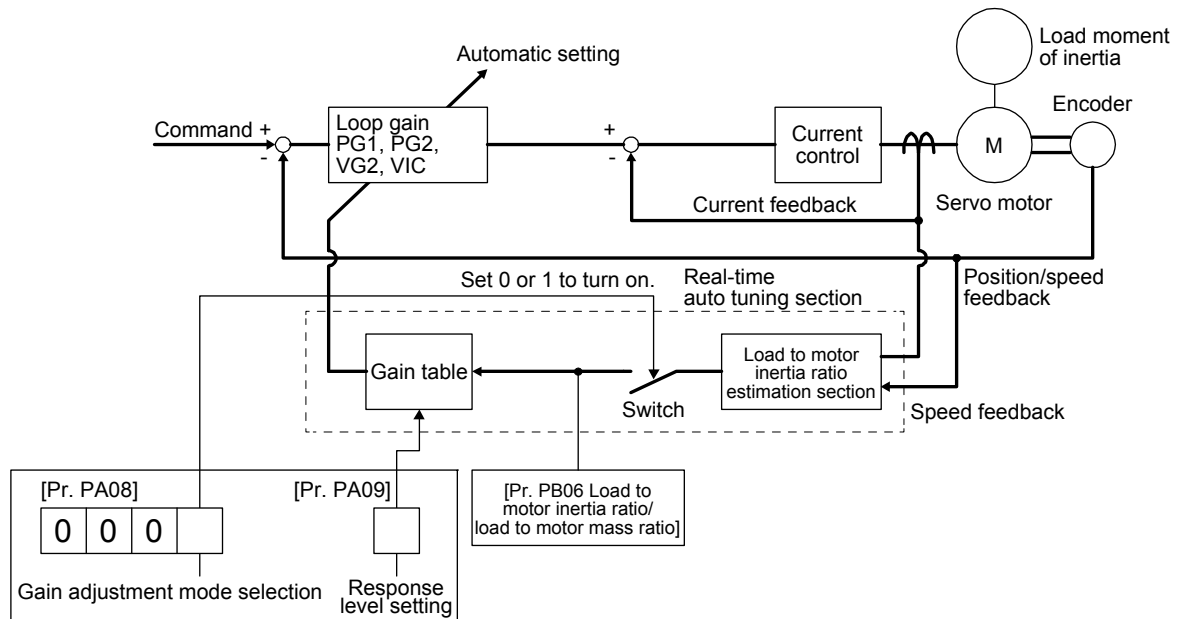 Load moment
of inertia
Automatic setting
Encoder
Command
+
-
Loop gain
PG1, PG2,
VG2, VIC
+
-
Current
control
M
Servo motor
Current feedback
Set 0 or 1 to turn on.
Real-time
auto tuning section
Position/speed
feedback
Gain table
Switch
Load to motor
inertia ratio
estimation section
Speed feedback
[Pr. PA08]
[Pr. PA09]
[Pr. PB06 Load to
motor inertia ratio/
load to motor mass ratio]
0 0 0
Gain adjustment mode selection
Response
level setting